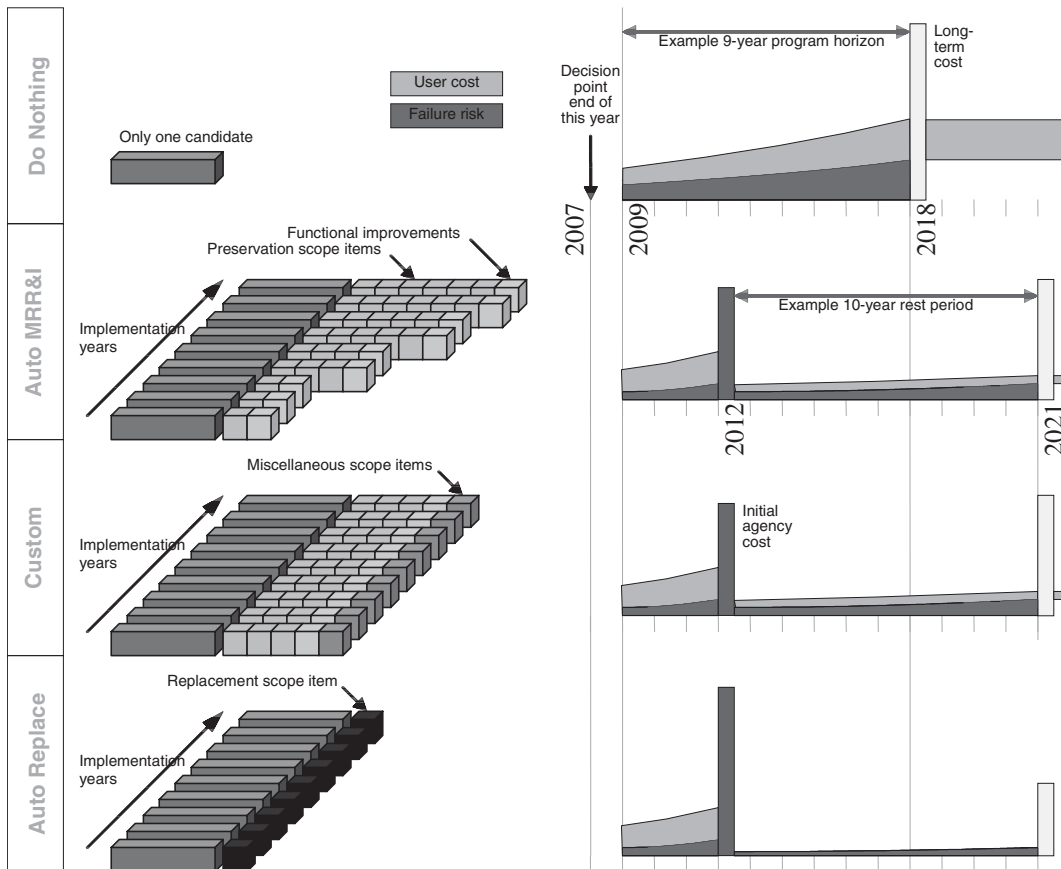 Do Nothing
Only one candidate
User cost
Failure risk
Decision
point
end of
this year
Example 9-year program horizon
Long-
term
cost
2007
2009
2018
Auto MRR&I
Functional improvements
Preservation scope items
Implementation
years
Example 10-year rest period
2012
2021
Custom
Miscellaneous scope items
Implementation
years
Initial
agency
cost
Auto Replace
Replacement scope item
Implementation
years